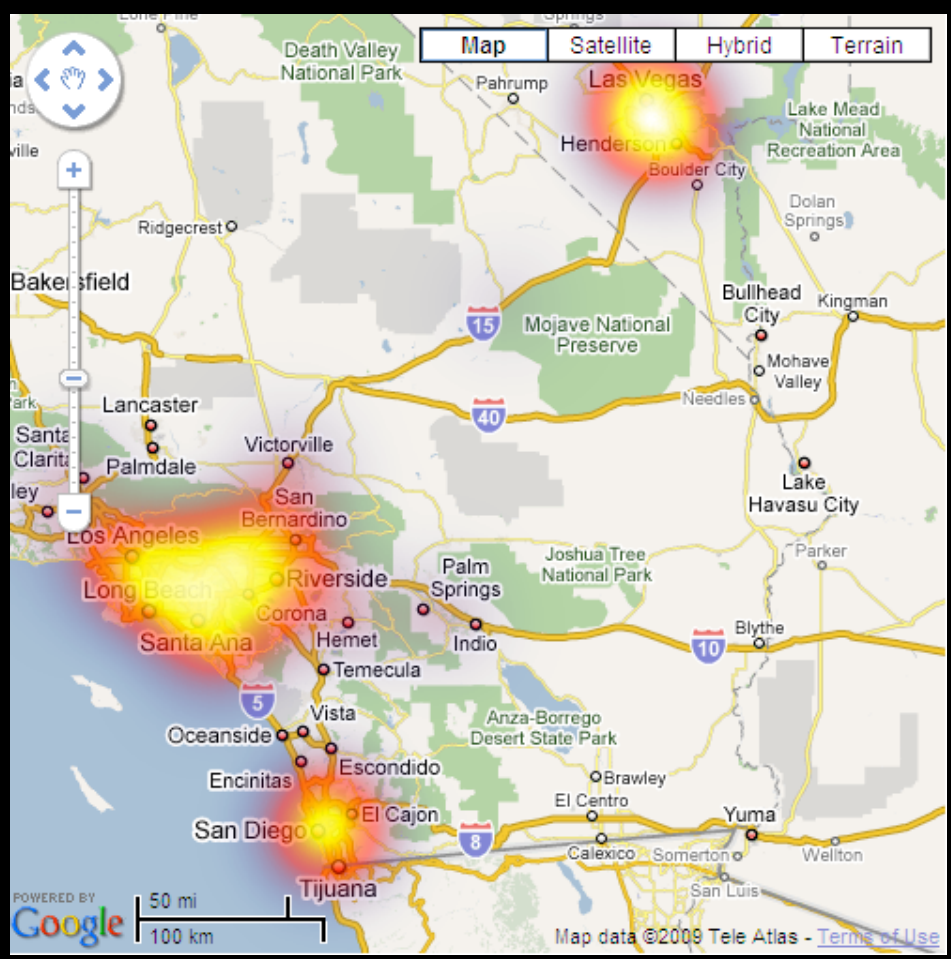 Lone Pine
Springs
Map
Satellite
Hybrid
Terrain
Death Valley
National Park
Pahrump
Las Vegas
Henderson
Boulder City
Lake Mead
National
Recreation Area
ville
Dolan
Springs
Ridgecrest
Bakersfield
15
Mojave National
Preserve
Bullhead
City
Kingman
Mohave
Valley
Needles
40
Lancaster
Palmdale
Santa
Clarita
ley
Victorville
Lake
Havasu City
San
Bernardino
Los Angeles
Long Beach
Riverside
Corona
Santa Ana
Hemet
Palm
Springs
Indio
Joshua Tree
National Park
Parker
10
Blythe
Temecula
5
Vista
Oceanside
Encinitas
Escondido
Anza-Borrego
Desert State Park
Brawley
El Centro
El Cajon
San Diego
8
Calexico
Yuma
Somerton
Wellton
San Luis
Tijuana
POWERED BY
Google
50 mi
100 km
Map data ©2009 Tele Atlas - Terms of Use